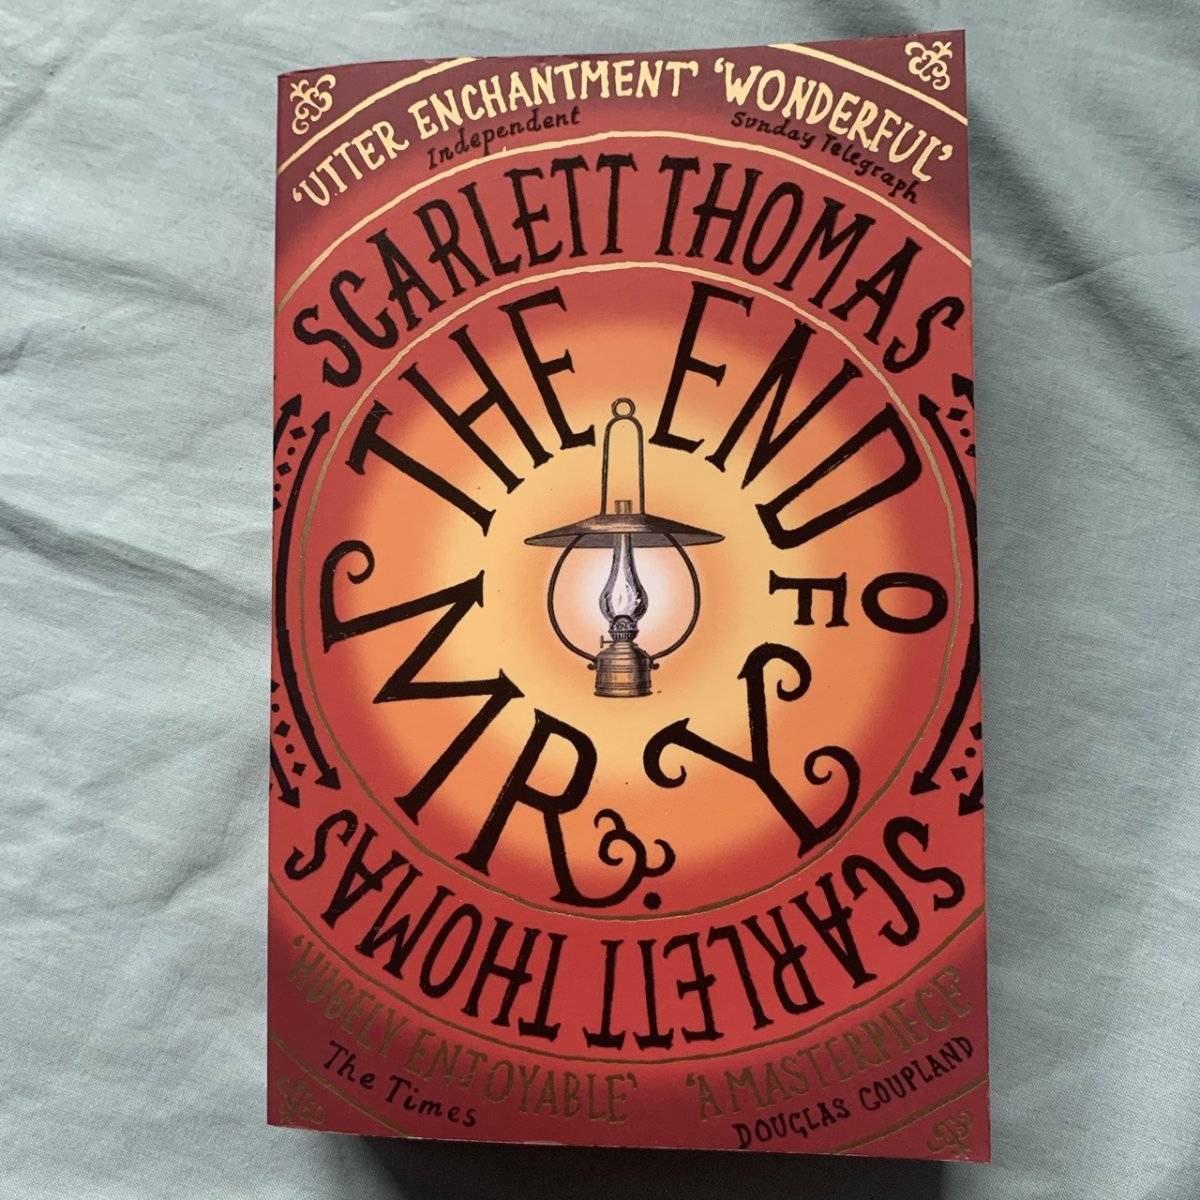 'UTTER ENCHANTMENT'
Independent
'WONDERFUL'
Sunday Telegraph
SCARLETT THOMAS
THE END OF
MR. Y
SCARLETT THOMAS
'HUGELY ENJOYABLE'
The Times
'A MASTERPIECE'
DOUGLAS COUPLAND